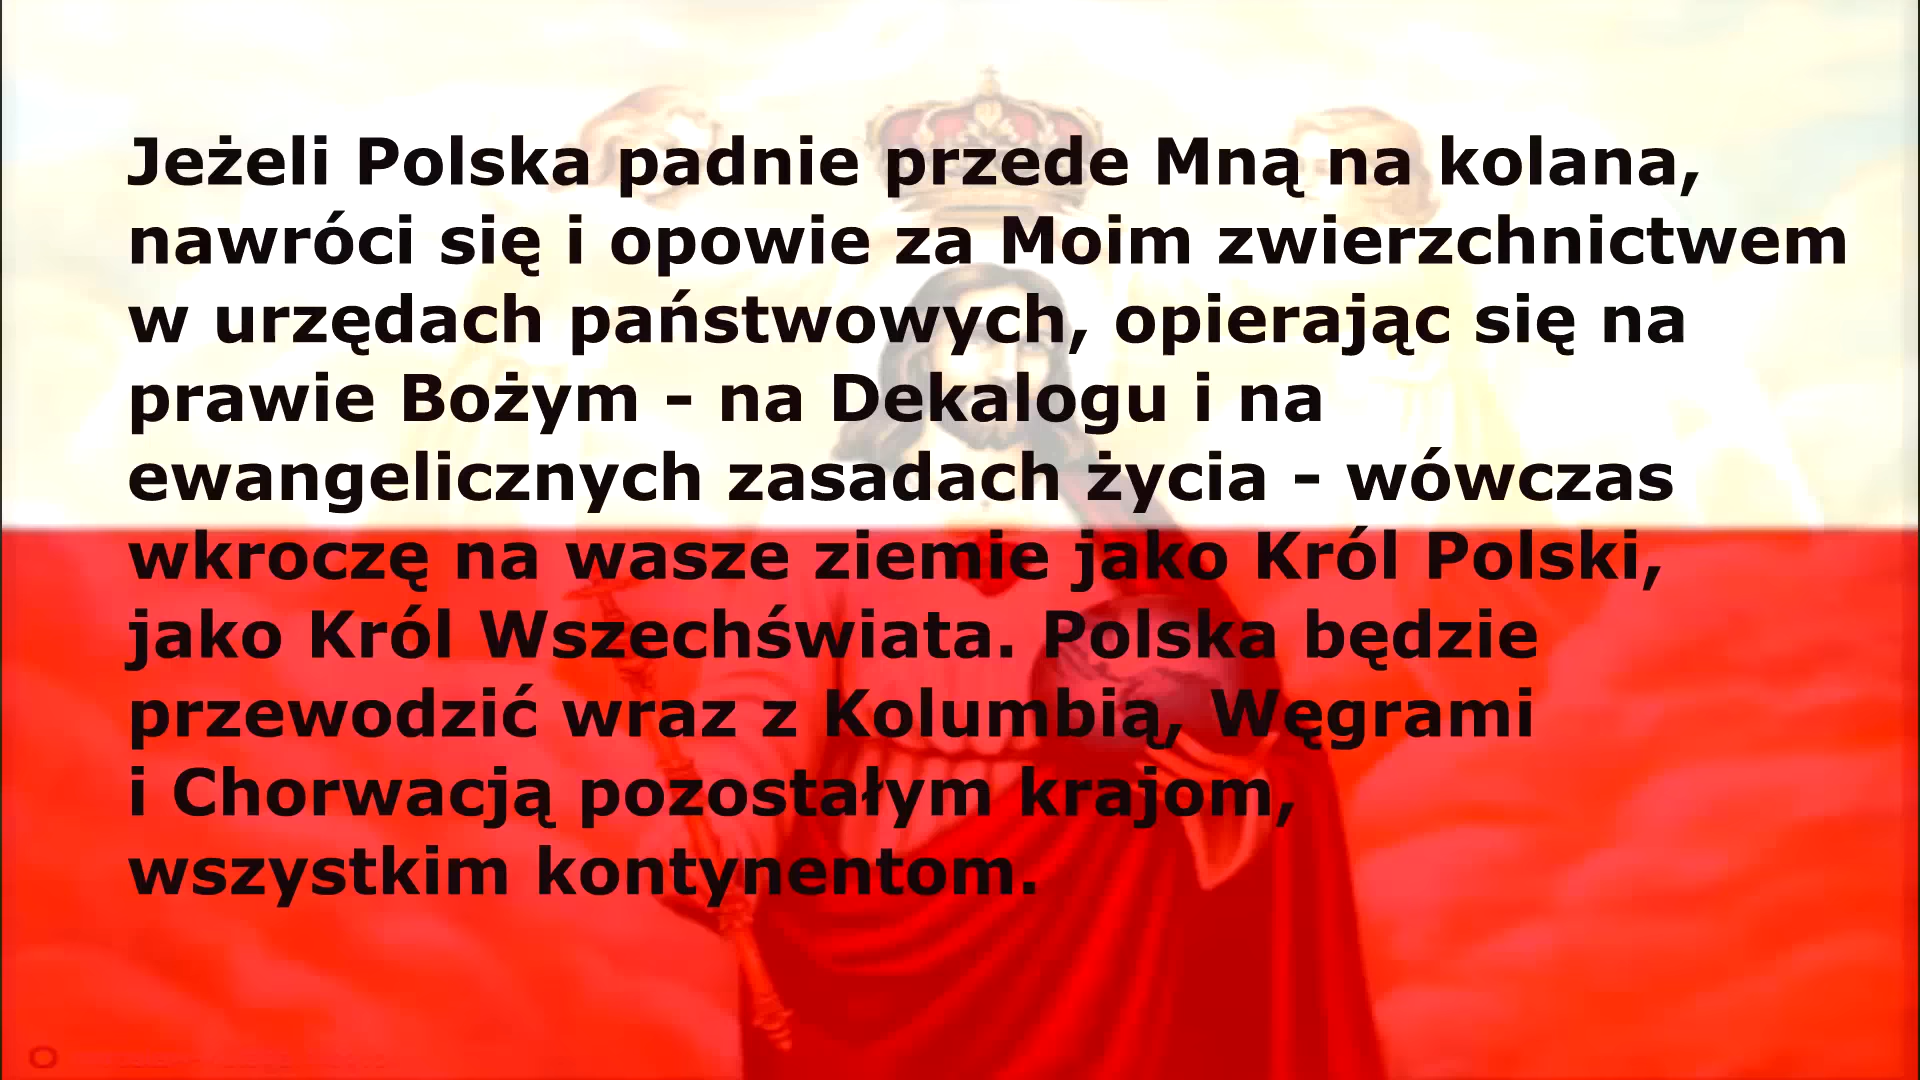 Jeżeli Polska padnie przede Mną na kolana,
nawróci się i opowie za Moim zwierzchnictwem
w urzędach państwowych, opierając się na
prawie Bożym - na Dekalogu i na
ewangelicznych zasadach życia - wówczas
wkroczę na wasze ziemie jako Król Polski,
jako Król Wszechświata. Polska będzie
przewodzić wraz z Kolumbią, Węgrami
i Chorwacją pozostałym krajom,
wszystkim kontynentom.